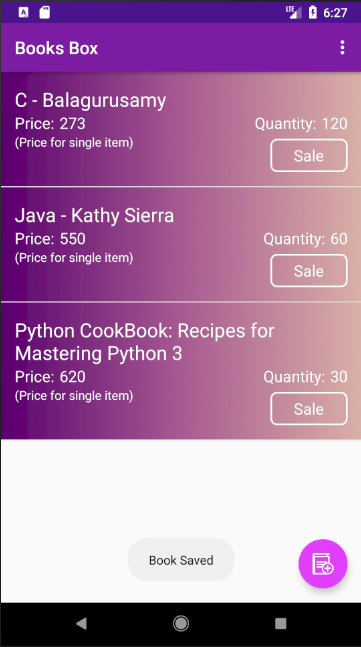 LTE 6:27
Books Box
C - Balagurusamy
Price: 273 Quantity: 120
(Price for single item)
Sale
Java - Kathy Sierra
Price: 550 Quantity: 60
(Price for single item)
Sale
Python CookBook: Recipes for
Mastering Python 3
Price: 620 Quantity: 30
(Price for single item)
Sale
Book Saved